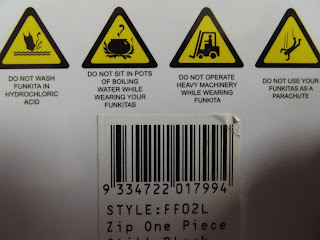 DO NOT WASH
FUNKITA IN
HYDROCHLORIC
ACID
DO NOT SIT IN POTS
OF BOILING
WATER WHILE
WEARING YOUR
FUNKITAS
DO NOT OPERATE
HEAVY MACHINERY
WHILE WEARING
FUNKITA
DO NOT USE YOUR
FUNKITAS AS A
PARACHUTE
9 334722 017994
STYLE:FF02L
Zip One Piece
Still Black